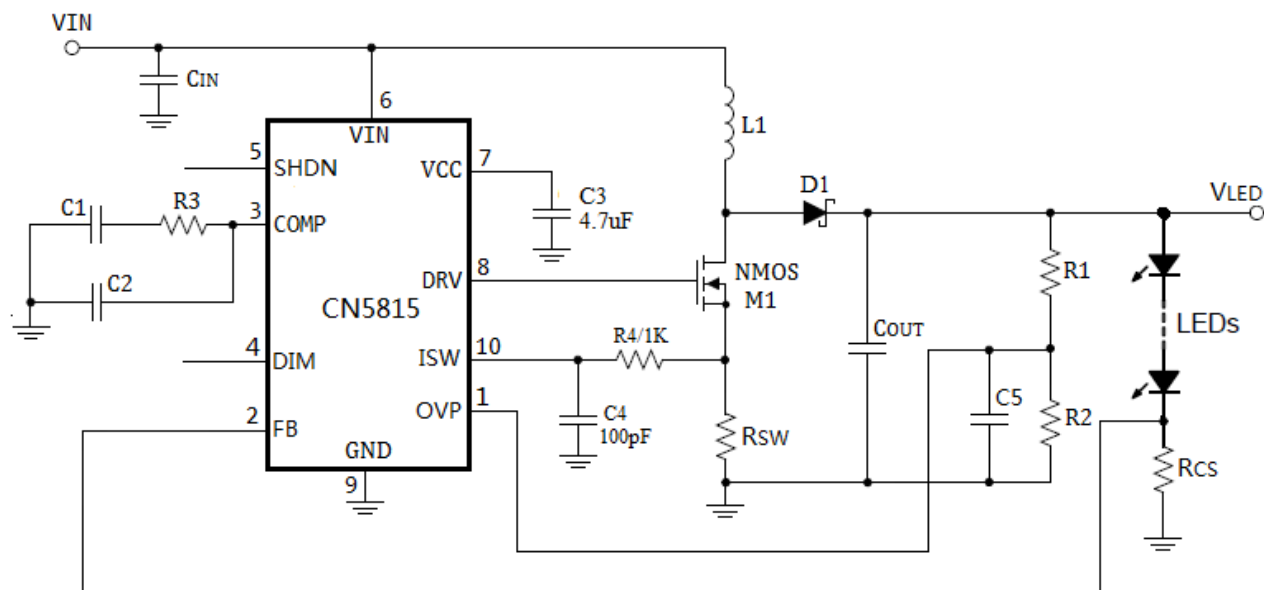 VIN
CIN
6
VIN
L1
5
SHDN
VCC
7
C3
4.7uF
D1
VLED
C1
R3
3
COMP
C2
DRV
8
NMOS
M1
R1
CN5815
COUT
LEDs
R4/1K
4
DIM
ISW
10
C4
100pF
OVP
1
C5
R2
2
FB
RSW
GND
9
RCS